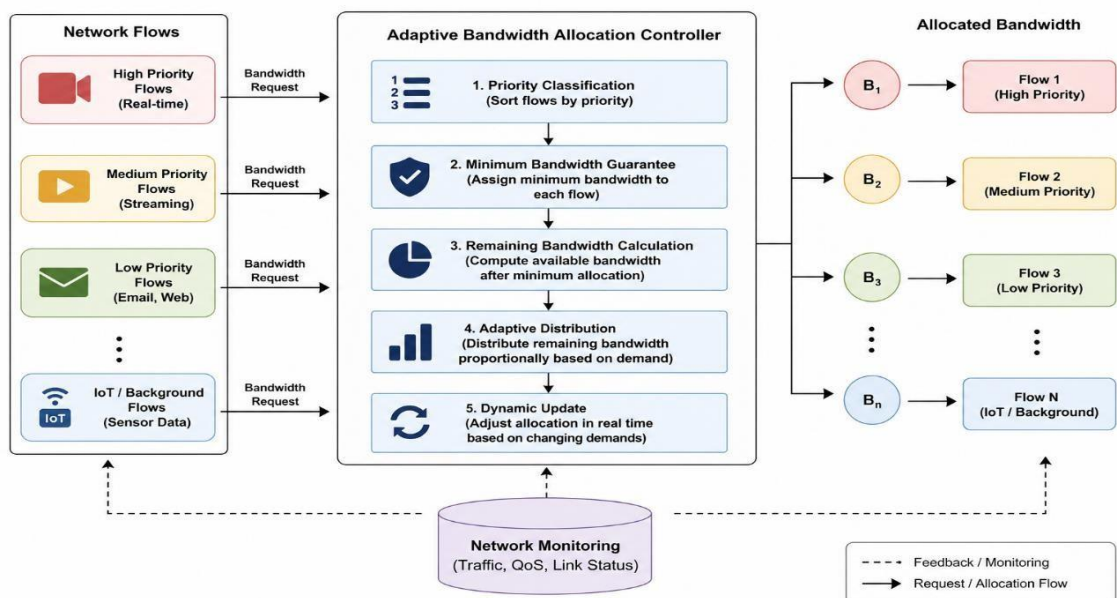 Network Flows
High Priority
Flows
(Real-time)
Medium Priority
Flows
(Streaming)
Low Priority
Flows
(Email, Web)
IoT
IoT / Background
Flows
(Sensor Data)
Bandwidth
Request
Bandwidth
Request
Bandwidth
Request
Bandwidth
Request
Adaptive Bandwidth Allocation Controller
1
2
3
1. Priority Classification
(Sort flows by priority)
2. Minimum Bandwidth Guarantee
(Assign minimum bandwidth to
each flow)
3. Remaining Bandwidth Calculation
(Compute available bandwidth
after minimum allocation)
4. Adaptive Distribution
(Distribute remaining bandwidth
proportionally based on demand)
5. Dynamic Update
(Adjust allocation in real time
based on changing demands)
Allocated Bandwidth
B₁
Flow 1
(High Priority)
B₂
Flow 2
(Medium Priority)
B₃
Flow 3
(Low Priority)
Bₙ
Flow N
(IoT / Background)
Network Monitoring
(Traffic, QoS, Link Status)
Feedback / Monitoring
Request / Allocation Flow